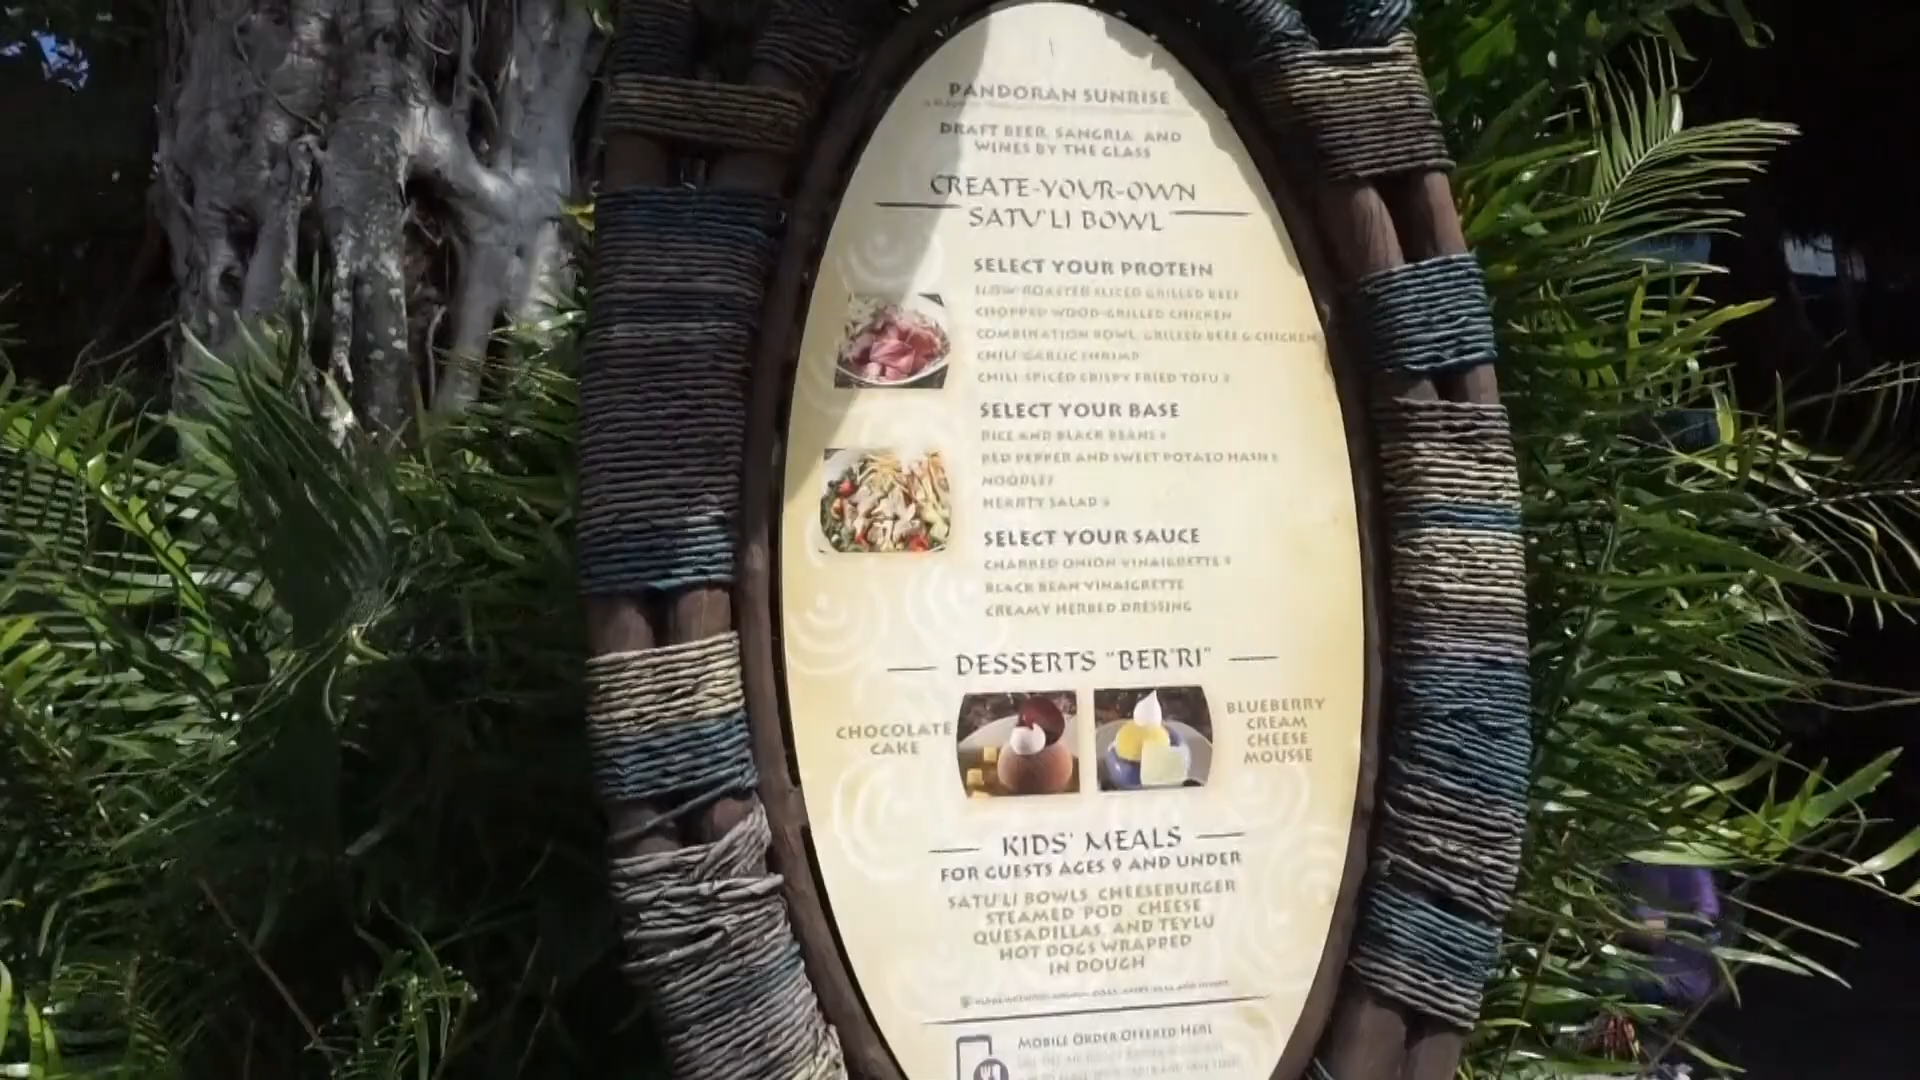 PANDORAN SUNRISE
DRAFT BEER, SANGRIA, AND
WINES BY THE GLASS
CREATE-YOUR-OWN
SATU'LI BOWL
SELECT YOUR PROTEIN
SLOW-ROASTED SLICED GRILLED BEEF
CHOPPED WOOD-GRILLED CHICKEN
COMBINATION BOWL, GRILLED BEEF & CHICKEN
CHILI-GARLIC SHRIMP
CHILI-SPICED CRISPY FRIED TOFU
SELECT YOUR BASE
RICE AND BLACK BEANS
RED PEPPER AND SWEET POTATO HASH
NOODLES
HEARTY SALAD
SELECT YOUR SAUCE
CHARRED ONION VINAIGRETTE
BLACK BEAN VINAIGRETTE
CREAMY HERBED DRESSING
DESSERTS "BER'RI"
CHOCOLATE
CAKE
BLUEBERRY
CREAM
CHEESE
MOUSSE
KIDS' MEALS
FOR GUESTS AGES 9 AND UNDER
SATU'LI BOWLS, CHEESEBURGER
STEAMED "POD", CHEESE
QUESADILLAS, AND TEYLU
HOT DOGS WRAPPED
IN DOUGH
MOBILE ORDER OFFERED HERE